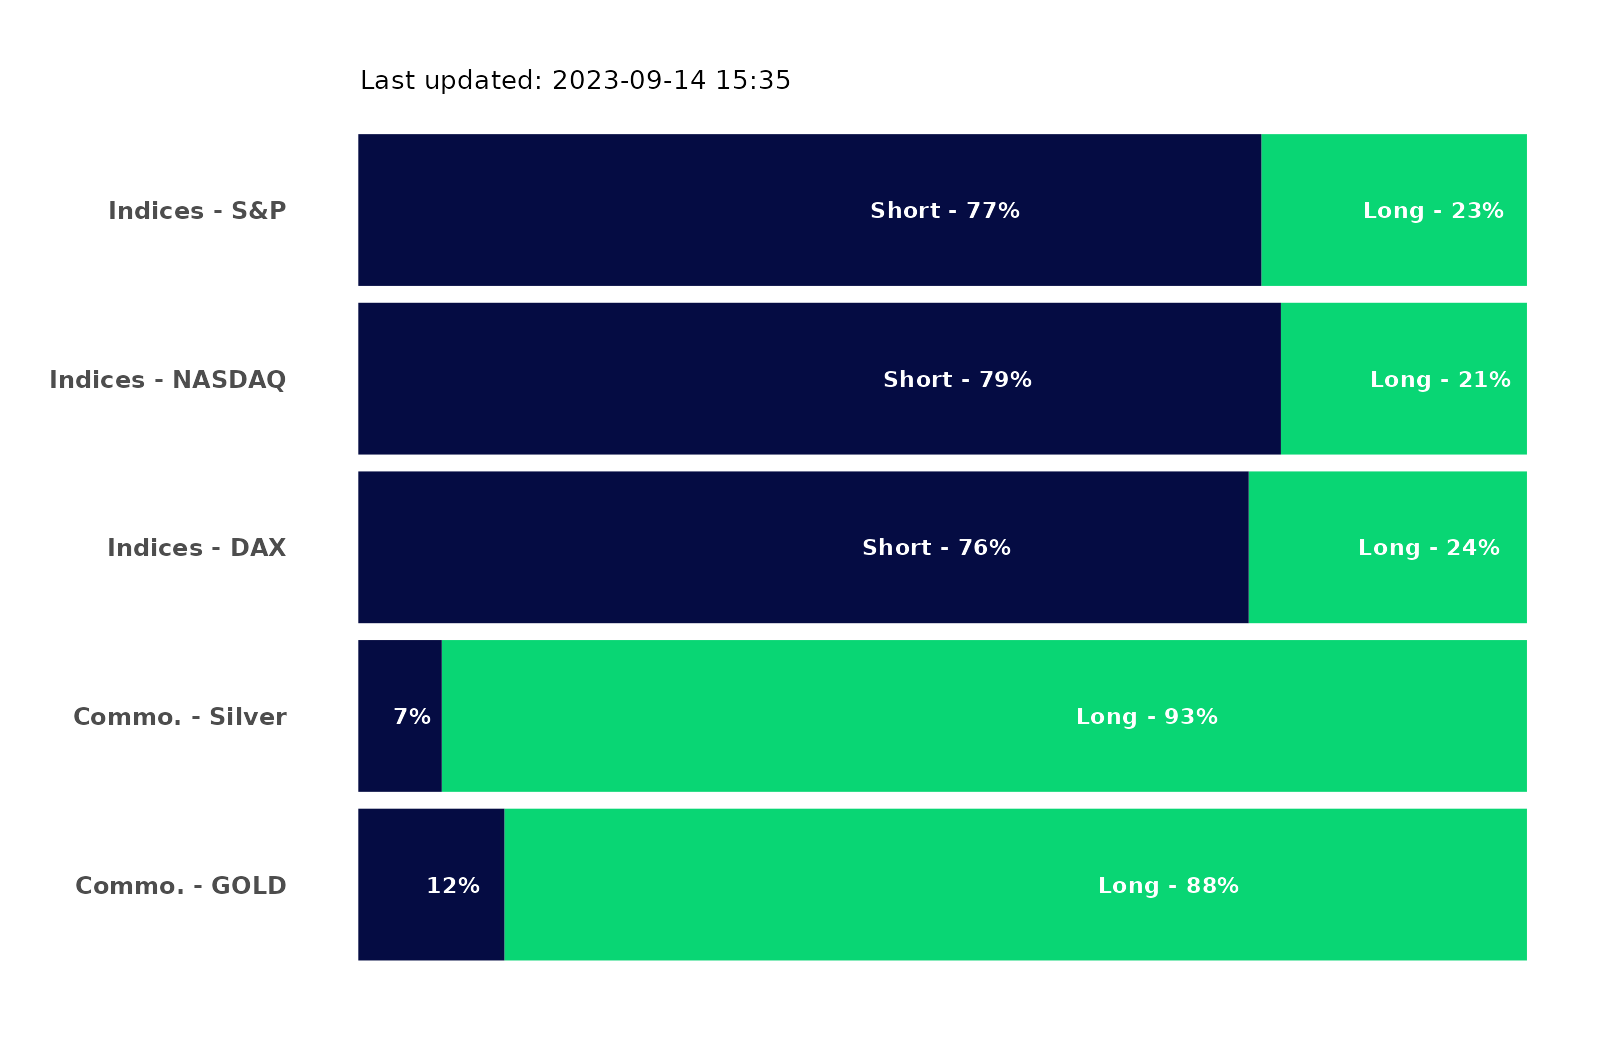 Last updated: 2023-09-14 15:35
Indices - S&P Short - 77% Long - 23%
Indices - NASDAQ Short - 79% Long - 21%
Indices - DAX Short - 76% Long - 24%
Commo. - Silver 7% Long - 93%
Commo. - GOLD 12% Long - 88%